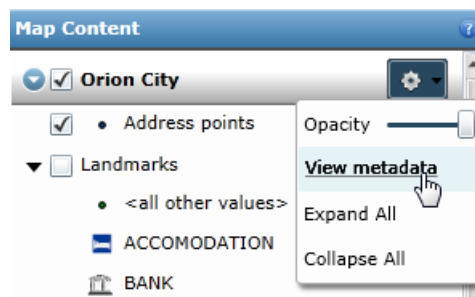 Map Content
?
Orion City
Address points
Opacity
Landmarks
View metadata
<all other values>
Expand All
ACCOMODATION
Collapse All
BANK